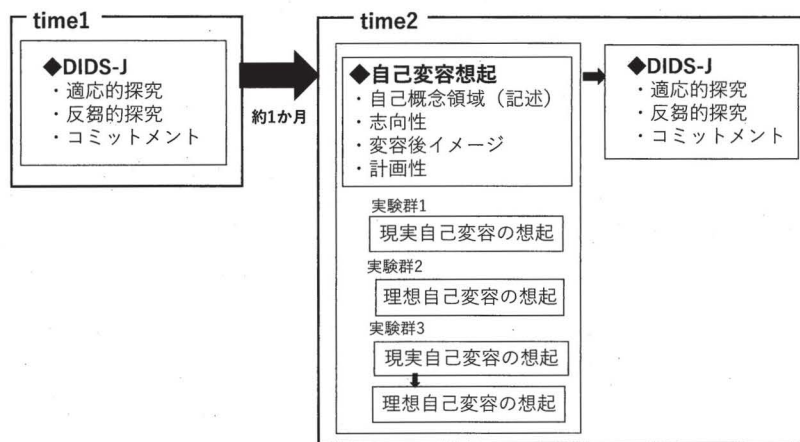 time1
◆DIDS-J
・適応的探究
・反芻的探究
・コミットメント
約1か月
time2
◆自己変容想起
・自己概念領域（記述）
・志向性
・変容後イメージ
・計画性
実験群1
現実自己変容の想起
実験群2
理想自己変容の想起
実験群3
現実自己変容の想起
理想自己変容の想起
◆DIDS-J
・適応的探究
・反芻的探究
・コミットメント